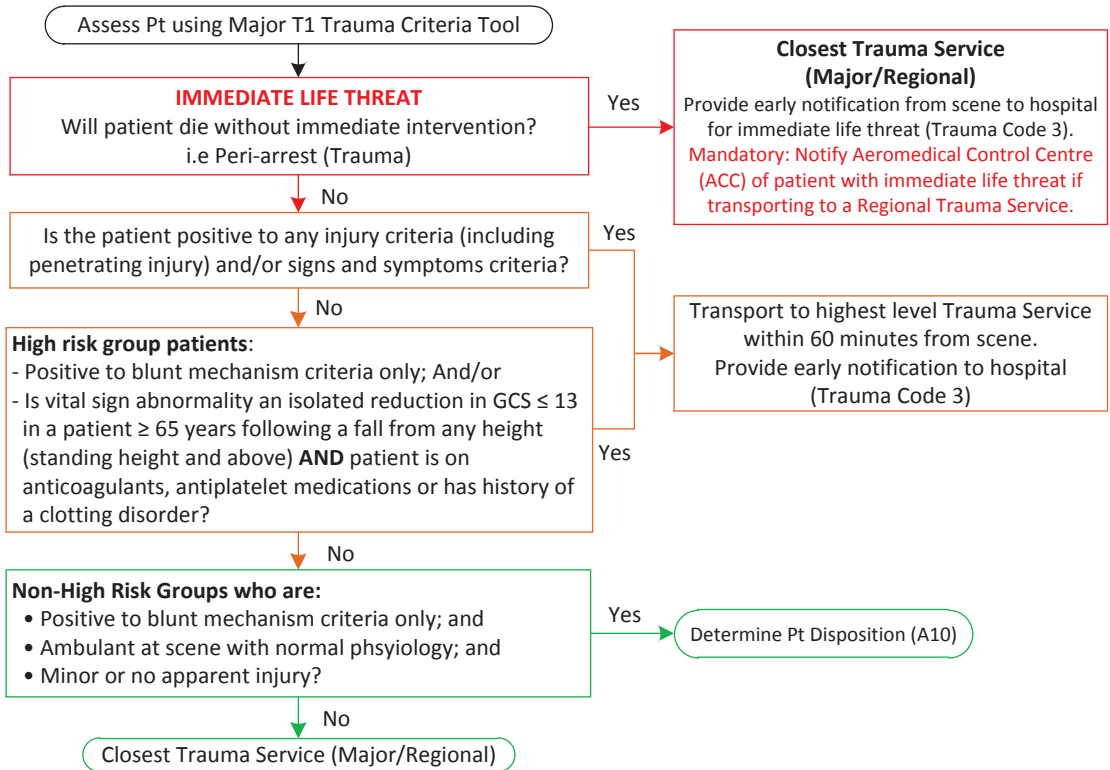 Assess Pt using Major T1 Trauma Criteria Tool
IMMEDIATE LIFE THREAT
Will patient die without immediate intervention?
i.e Peri-arrest (Trauma)
Yes
Closest Trauma Service
(Major/Regional)
Provide early notification from scene to hospital
for immediate life threat (Trauma Code 3).
Mandatory: Notify Aeromedical Control Centre
(ACC) of patient with immediate life threat if
transporting to a Regional Trauma Service.
No
Is the patient positive to any injury criteria (including
penetrating injury) and/or signs and symptoms criteria?
Yes
No
High risk group patients:
- Positive to blunt mechanism criteria only; And/or
- Is vital sign abnormality an isolated reduction in GCS ≤ 13
in a patient ≥ 65 years following a fall from any height
(standing height and above) AND patient is on
anticoagulants, antiplatelet medications or has history of
a clotting disorder?
Yes
Transport to highest level Trauma Service
within 60 minutes from scene.
Provide early notification to hospital
(Trauma Code 3)
No
Non-High Risk Groups who are:
• Positive to blunt mechanism criteria only; and
• Ambulant at scene with normal phsyiology; and
• Minor or no apparent injury?
Yes
Determine Pt Disposition (A10)
No
Closest Trauma Service (Major/Regional)